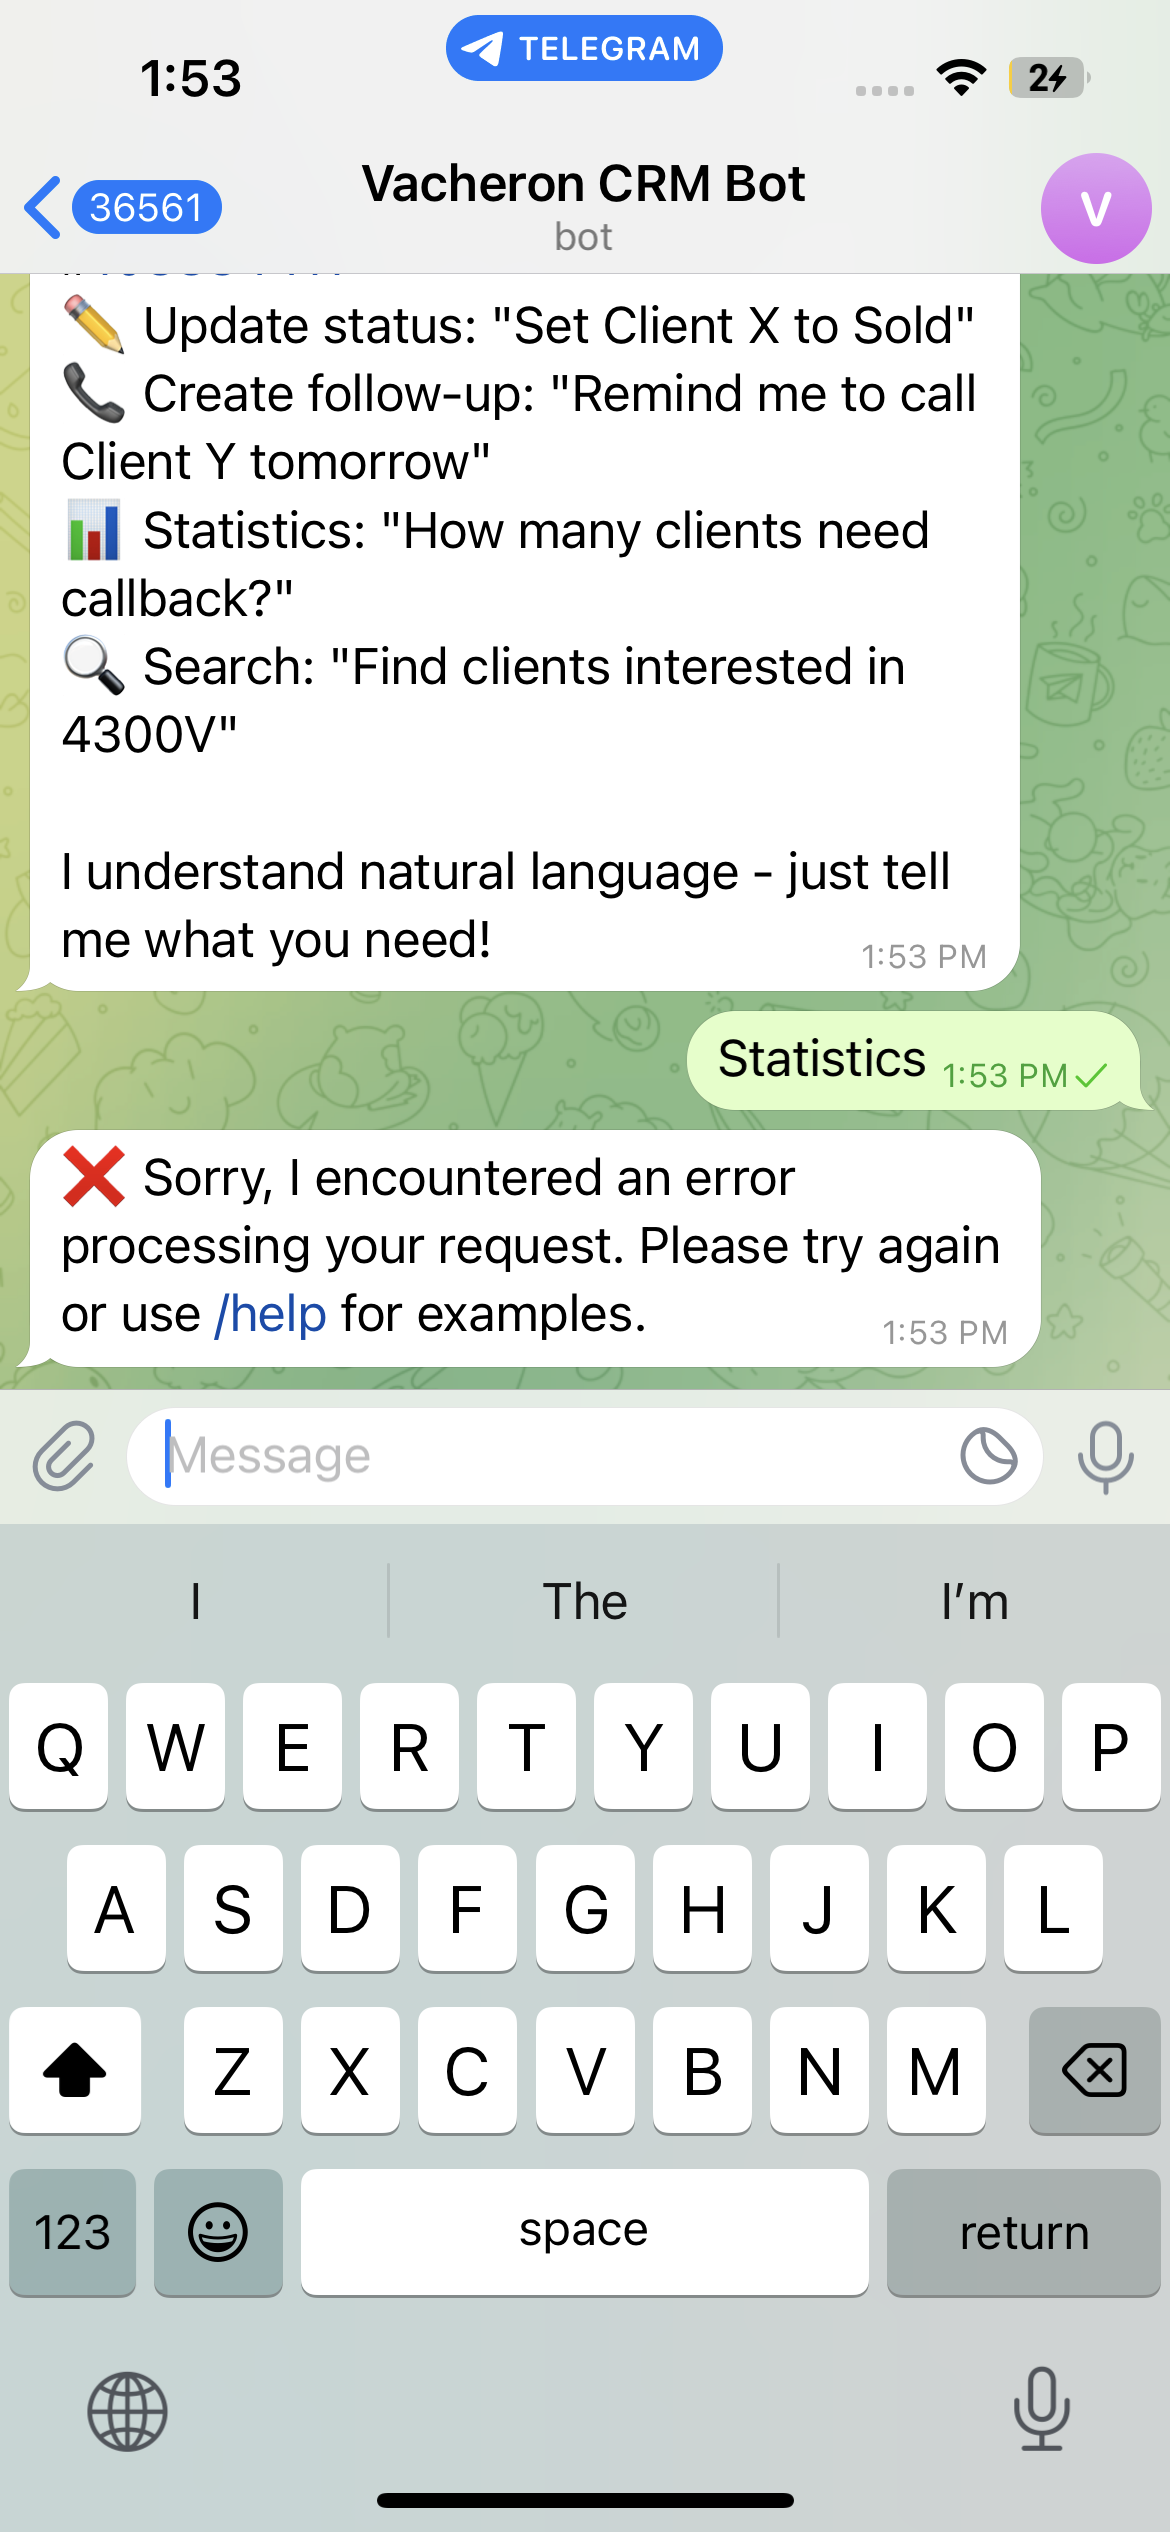 TELEGRAM
1:53
2
36561
Vacheron CRM Bot
bot
V
✏️ Update status: "Set Client X to Sold"
📞 Create follow-up: "Remind me to call
Client Y tomorrow"
📊 Statistics: "How many clients need
callback?"
🔍 Search: "Find clients interested in
4300V"
I understand natural language - just tell
me what you need!
1:53 PM
Statistics
1:53 PM
❌ Sorry, I encountered an error
processing your request. Please try again
or use /help for examples.
1:53 PM
Message
I
The
I’m
Q W E R T Y U I O P
A S D F G H J K L
Z X C V B N M
123
space
return